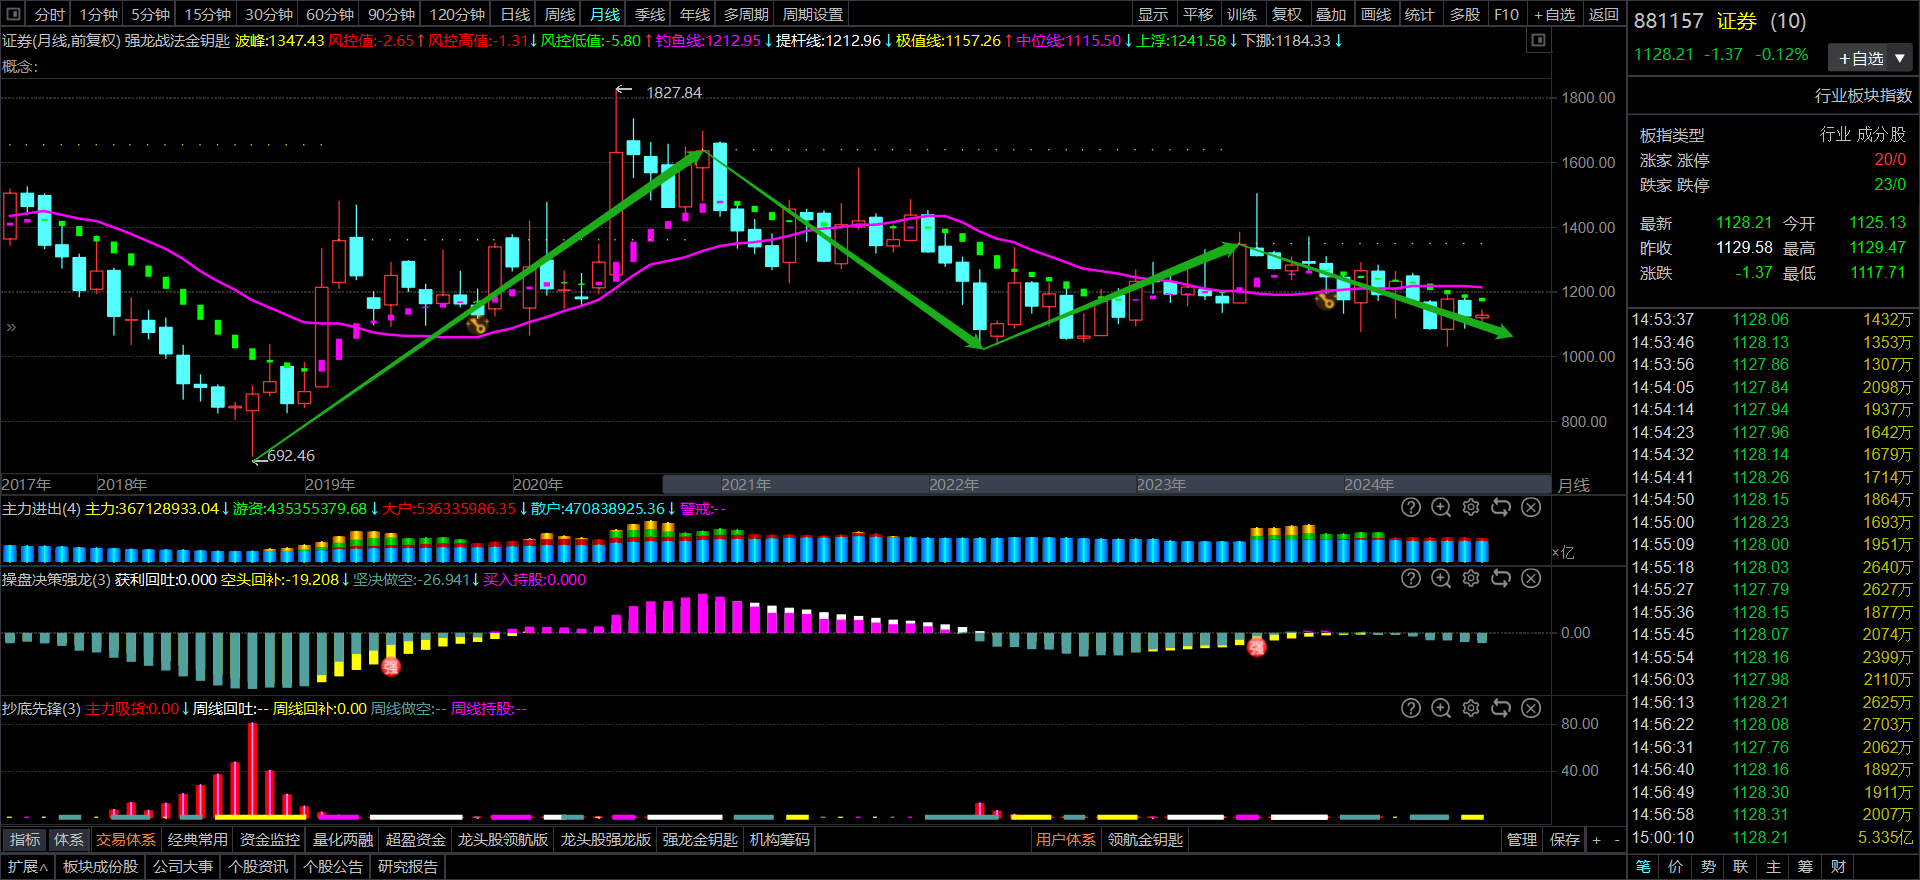 分时 1分钟 5分钟 15分钟 30分钟 60分钟 90分钟 120分钟 日线 周线 月线 季线 年线 多周期 周期设置 显示 平移 训练 复权 叠加 画线 统计 多股 F10 +自选 返回
证券(月线,前复权) 强龙战法金钥匙 波峰:1347.43 风控值:-2.65↑ 风控高值:-1.31↓ 风控低值:-5.80↑ 钓鱼线:1212.95↓ 提杆线:1212.96↓ 极值线:1157.26↑ 中位线:1115.50↓ 上浮:1241.58↓ 下挪:1184.33↓
概念:
1827.84
692.46
1800.00
1600.00
1400.00
1200.00
1000.00
800.00
»
2017年 2018年 2019年 2020年 2021年 2022年 2023年 2024年 月线
主力进出(4) 主力:367128933.04↓ 游资:435355379.68↓ 大户:536335986.35↓ 散户:470838925.36↓ 警戒:--
×亿
操盘决策强龙(3) 获利回吐:0.000 空头回补:-19.208↓ 坚决做空:-26.941↓ 买入持股:0.000
强 强
0.00
抄底先锋(3) 主力吸货:0.00↓ 周线回吐:-- 周线回补:0.00 周线做空:-- 周线持股:--
80.00
40.00
指标 体系 交易体系 经典常用 资金监控 量化两融 超盈资金 龙头股领航版 龙头股强龙版 强龙金钥匙 机构筹码 用户体系 领航金钥匙 管理 保存 + -
扩展∧ 板块成份股 公司大事 个股资讯 个股公告 研究报告
881157 证券 (10)
1128.21 -1.37 -0.12% +自选 ▼
行业板块指数
板指类型 行业 成分股
涨家 涨停 20/0
跌家 跌停 23/0
最新 1128.21 今开 1125.13
昨收 1129.58 最高 1129.47
涨跌 -1.37 最低 1117.71
14:53:37 1128.06 1432万
14:53:46 1128.13 1353万
14:53:56 1127.86 1307万
14:54:05 1127.84 2098万
14:54:14 1127.94 1937万
14:54:23 1127.96 1642万
14:54:32 1128.14 1679万
14:54:41 1128.26 1714万
14:54:50 1128.15 1864万
14:55:00 1128.23 1693万
14:55:09 1128.00 1951万
14:55:18 1128.03 2640万
14:55:27 1127.79 2627万
14:55:36 1128.15 1877万
14:55:45 1128.07 2074万
14:55:54 1128.16 2399万
14:56:03 1127.98 2110万
14:56:13 1128.21 2625万
14:56:22 1128.08 2703万
14:56:31 1127.76 2062万
14:56:40 1128.16 1892万
14:56:49 1128.30 1911万
14:56:58 1128.31 2007万
15:00:10 1128.21 5.335亿
笔 价 势 联 主 筹 财